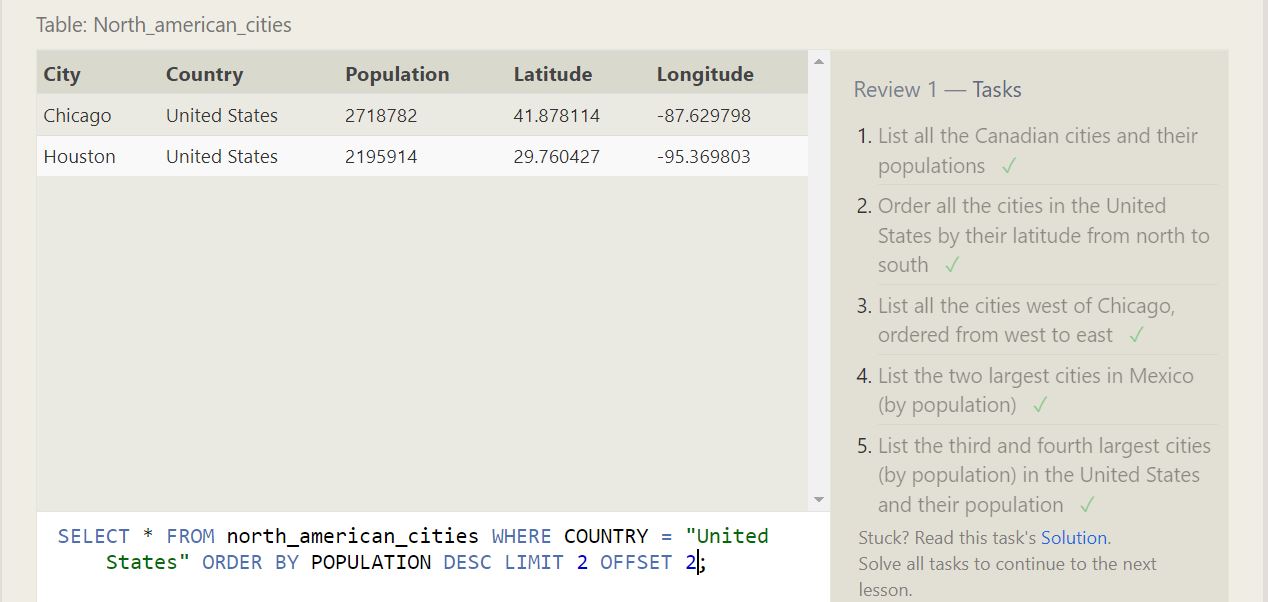 Table: North_american_cities
City Country Population Latitude Longitude
Chicago United States 2718782 41.878114 -87.629798
Houston United States 2195914 29.760427 -95.369803
SELECT * FROM north_american_cities WHERE COUNTRY = "United
States" ORDER BY POPULATION DESC LIMIT 2 OFFSET 2;
Review 1 — Tasks
1. List all the Canadian cities and their
populations ✓
2. Order all the cities in the United
States by their latitude from north to
south ✓
3. List all the cities west of Chicago,
ordered from west to east ✓
4. List the two largest cities in Mexico
(by population) ✓
5. List the third and fourth largest cities
(by population) in the United States
and their population ✓
Stuck? Read this task's Solution.
Solve all tasks to continue to the next
lesson.